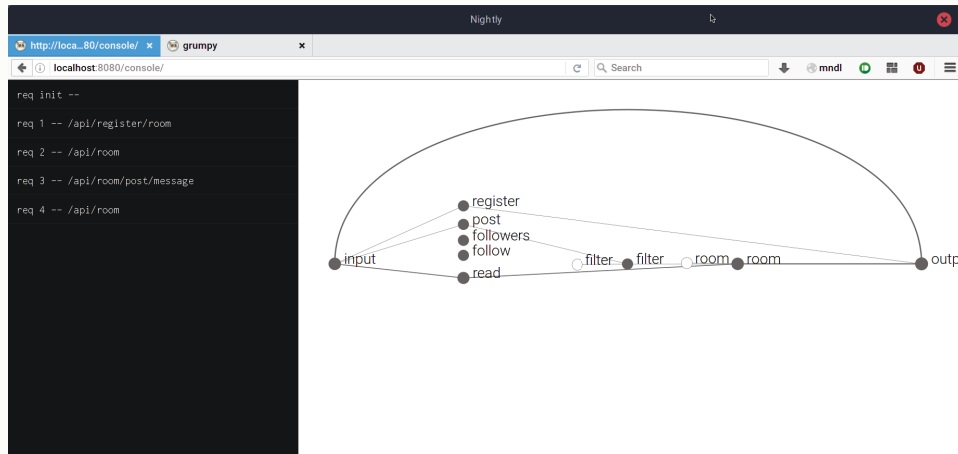 Nightly
http://loca...80/console/ × grumpy ×
localhost:8080/console/ Search mndl
req init --
req 1 -- /api/register/room
req 2 -- /api/room
req 3 -- /api/room/post/message
req 4 -- /api/room
register
post
followers
follow
input
filter
filter
room
room
outp
read